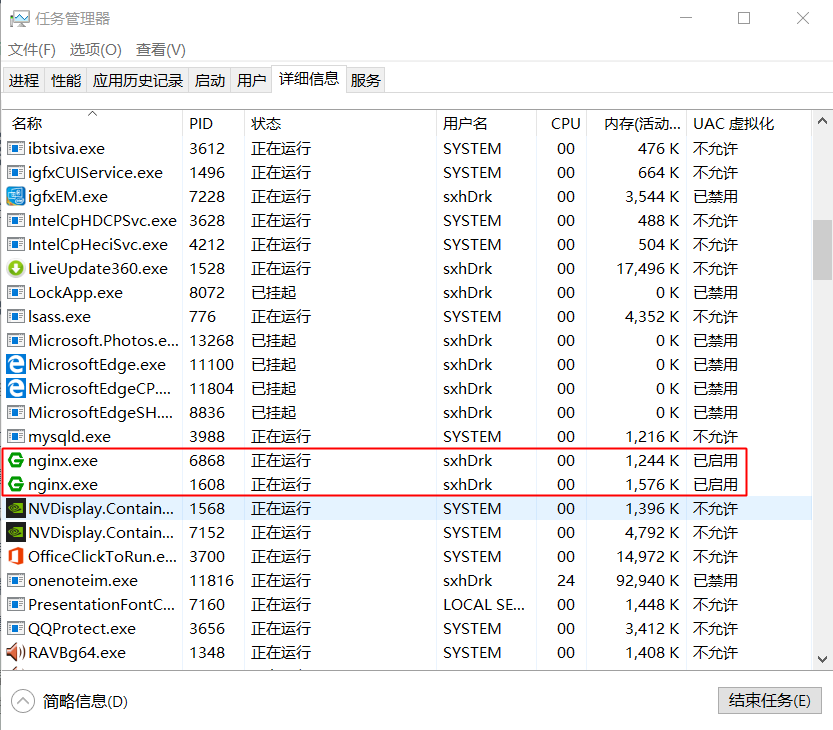 任务管理器
文件(F) 选项(O) 查看(V)
进程 性能 应用历史记录 启动 用户 详细信息 服务
名称 PID 状态 用户名 CPU 内存(活动... UAC 虚拟化
ibtsiva.exe 3612 正在运行 SYSTEM 00 476 K 不允许
igfxCUIService.exe 1496 正在运行 SYSTEM 00 664 K 不允许
igfxEM.exe 7228 正在运行 sxhDrk 00 3,544 K 已禁用
IntelCpHDCPSvc.exe 3628 正在运行 SYSTEM 00 488 K 不允许
IntelCpHeciSvc.exe 4212 正在运行 SYSTEM 00 504 K 不允许
LiveUpdate360.exe 1528 正在运行 sxhDrk 00 17,496 K 不允许
LockApp.exe 8072 已挂起 sxhDrk 00 0 K 已禁用
lsass.exe 776 正在运行 SYSTEM 00 4,352 K 不允许
Microsoft.Photos.e... 13268 已挂起 sxhDrk 00 0 K 已禁用
MicrosoftEdge.exe 11100 已挂起 sxhDrk 00 0 K 已禁用
MicrosoftEdgeCP.... 11804 已挂起 sxhDrk 00 0 K 已禁用
MicrosoftEdgeSH.... 8836 已挂起 sxhDrk 00 0 K 已禁用
mysqld.exe 3988 正在运行 SYSTEM 00 1,216 K 不允许
nginx.exe 6868 正在运行 sxhDrk 00 1,244 K 已启用
nginx.exe 1608 正在运行 sxhDrk 00 1,576 K 已启用
NVDisplay.Contain... 1568 正在运行 SYSTEM 00 1,396 K 不允许
NVDisplay.Contain... 7152 正在运行 SYSTEM 00 4,792 K 不允许
OfficeClickToRun.e... 3700 正在运行 SYSTEM 00 14,972 K 不允许
onenoteim.exe 11816 正在运行 sxhDrk 24 92,940 K 已禁用
PresentationFontC... 7160 正在运行 LOCAL SE... 00 1,448 K 不允许
QQProtect.exe 3656 正在运行 SYSTEM 00 3,412 K 不允许
RAVBg64.exe 1348 正在运行 SYSTEM 00 1,408 K 不允许
简略信息(D) 结束任务(E)